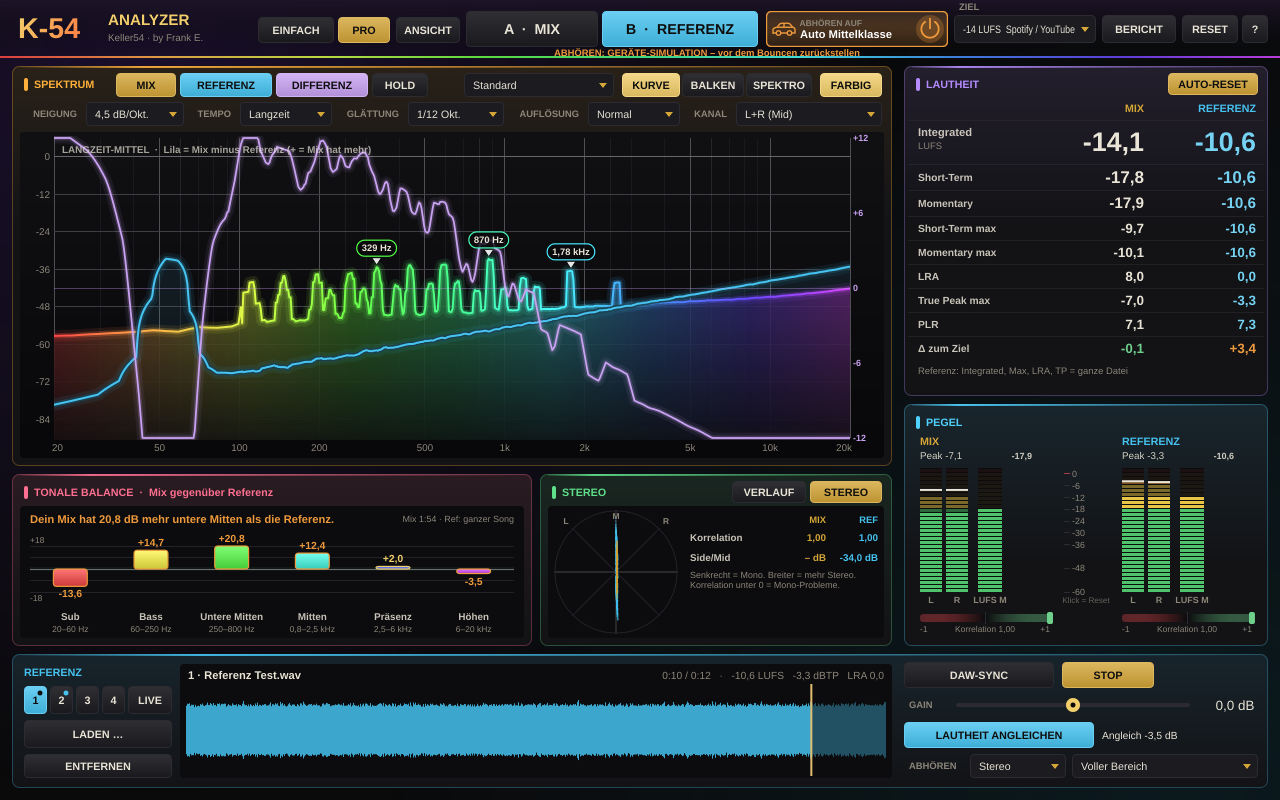 K-54
ANALYZER
Keller54 · by Frank E.
EINFACH
PRO
ANSICHT
A · MIX
B · REFERENZ
ABHÖREN AUF
Auto Mittelklasse
ZIEL
-14 LUFS Spotify / YouTube
BERICHT
RESET
?
ABHÖREN: GERÄTE-SIMULATION – vor dem Bouncen zurückstellen
SPEKTRUM
MIX
REFERENZ
DIFFERENZ
HOLD
Standard
KURVE
BALKEN
SPEKTRO
FARBIG
NEIGUNG
4,5 dB/Okt.
TEMPO
Langzeit
GLÄTTUNG
1/12 Okt.
AUFLÖSUNG
Normal
KANAL
L+R (Mid)
LANGZEIT-MITTEL · Lila = Mix minus Referenz (+ = Mix hat mehr)
0
-12
-24
-36
-48
-60
-72
-84
+12
+6
0
-6
-12
329 Hz
870 Hz
1,78 kHz
20
50
100
200
500
1k
2k
5k
10k
20k
LAUTHEIT
AUTO-RESET
MIX REFERENZ
Integrated
LUFS
-14,1 -10,6
Short-Term -17,8 -10,6
Momentary -17,9 -10,6
Short-Term max -9,7 -10,6
Momentary max -10,1 -10,6
LRA 8,0 0,0
True Peak max -7,0 -3,3
PLR 7,1 7,3
Δ zum Ziel -0,1 +3,4
Referenz: Integrated, Max, LRA, TP = ganze Datei
PEGEL
MIX
Peak -7,1 -17,9
REFERENZ
Peak -3,3 -10,6
0
-6
-12
-18
-24
-30
-36
-48
-60
L R LUFS M
Klick = Reset
L R LUFS M
-1 Korrelation 1,00 +1
-1 Korrelation 1,00 +1
TONALE BALANCE · Mix gegenüber Referenz
Dein Mix hat 20,8 dB mehr untere Mitten als die Referenz.
Mix 1:54 · Ref: ganzer Song
+18
-18
-13,6
+14,7
+20,8
+12,4
+2,0
-3,5
Sub Bass Untere Mitten Mitten Präsenz Höhen
20–60 Hz 60–250 Hz 250–800 Hz 0,8–2,5 kHz 2,5–6 kHz 6–20 kHz
STEREO
VERLAUF
STEREO
L
M
R
MIX REF
Korrelation 1,00 1,00
Side/Mid – dB -34,0 dB
Senkrecht = Mono. Breiter = mehr Stereo.
Korrelation unter 0 = Mono-Probleme.
REFERENZ
1 2 3 4 LIVE
LADEN ...
ENTFERNEN
1 · Referenz Test.wav
0:10 / 0:12 · -10,6 LUFS -3,3 dBTP LRA 0,0
DAW-SYNC
STOP
GAIN
0,0 dB
LAUTHEIT ANGLEICHEN
Angleich -3,5 dB
ABHÖREN
Stereo
Voller Bereich